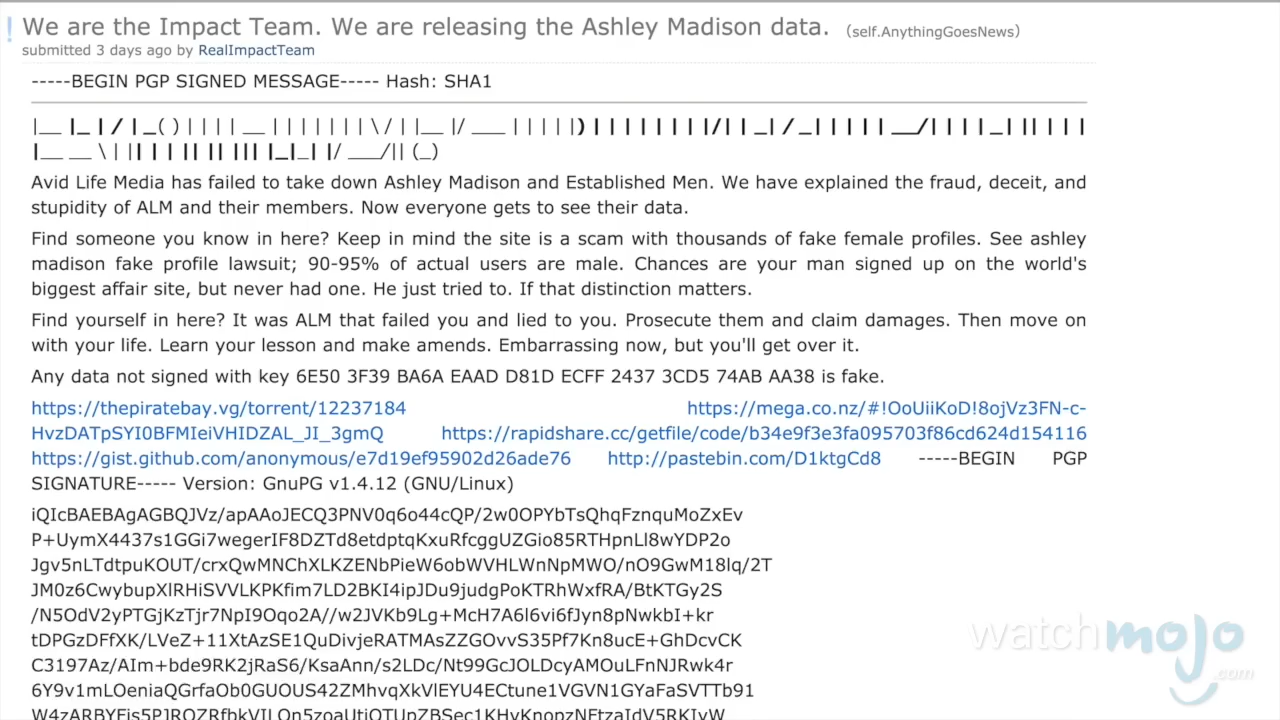 We are the Impact Team. We are releasing the Ashley Madison data. (self.AnythingGoesNews)
submitted 3 days ago by RealImpactTeam
-----BEGIN PGP SIGNED MESSAGE----- Hash: SHA1
|__ |_ | / | _( ) | | | | __ | | | | | | | \ / | |__ |/ ___ | | | | |) | | | | | | | |/| | _| / _| | | | | __/| | | | _| || | | |
|__ __ \ | || | | || || ||| |_|_| |/ ___/|| (_)
Avid Life Media has failed to take down Ashley Madison and Established Men. We have explained the fraud, deceit, and
stupidity of ALM and their members. Now everyone gets to see their data.
Find someone you know in here? Keep in mind the site is a scam with thousands of fake female profiles. See ashley
madison fake profile lawsuit; 90-95% of actual users are male. Chances are your man signed up on the world's
biggest affair site, but never had one. He just tried to. If that distinction matters.
Find yourself in here? It was ALM that failed you and lied to you. Prosecute them and claim damages. Then move on
with your life. Learn your lesson and make amends. Embarrassing now, but you'll get over it.
Any data not signed with key 6E50 3F39 BA6A EAAD D81D ECFF 2437 3CD5 74AB AA38 is fake.
https://thepiratebay.vg/torrent/12237184 https://mega.co.nz/#!OoUiiKoD!8ojVz3FN-c-
HvzDATpSYI0BFMIeiVHIDZAL_JI_3gmQ https://rapidshare.cc/getfile/code/b34e9f3e3fa095703f86cd624d154116
https://gist.github.com/anonymous/e7d19ef95902d26ade76 http://pastebin.com/D1ktgCd8 -----BEGIN PGP
SIGNATURE----- Version: GnuPG v1.4.12 (GNU/Linux)
iQIcBAEBAgAGBQJVz/apAAoJECQ3PNV0q6o44cQP/2w0OPYbTsQhqFznquMoZxEv
P+UymX4437s1GGi7wegerIF8DZTd8etdptqKxuRfcggUZGio85RTHpnLl8wYDP2o
Jgv5nLTdtpuKOUT/crxQwMNChXLKZENbPieW6obWVHLWnNpMWO/nO9GwM18lq/2T
JM0z6CwybupXlRHiSVVLKPKfim7LD2BKI4ipJDu9judgPoKTRhWxfRA/BtKTGy2S
/N5OdV2yPTGjKzTjr7NpI9Oqo2A//w2JVKb9Lg+McH7A6l6vi6fJyn8pNwkbI+kr
tDPGzDFfXK/LVeZ+11XtAzSE1QuDivjeRATMAsZZGOvvS35Pf7Kn8ucE+GhDcvCK
C3197Az/AIm+bde9RK2jRaS6/KsaAnn/s2LDc/Nt99GcJOLDcyAMOuLFnNJRwk4r
6Y9v1mLOeniaQGrfaOb0GUOUS42ZMhvqXkVlEYU4ECtune1VGVN1GYaFaSVTTb91
watchmojo.com